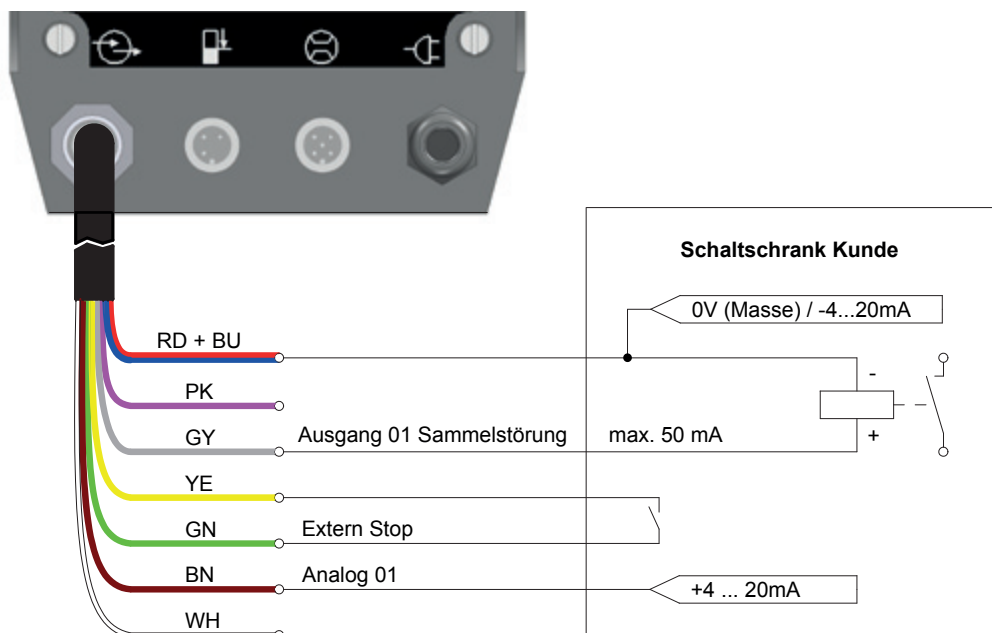 Schaltschrank Kunde
0V (Masse) / -4...20mA
RD + BU
-
PK
GY Ausgang 01 Sammelstörung max. 50 mA +
YE
GN Extern Stop
BN Analog 01 +4 ... 20mA
WH